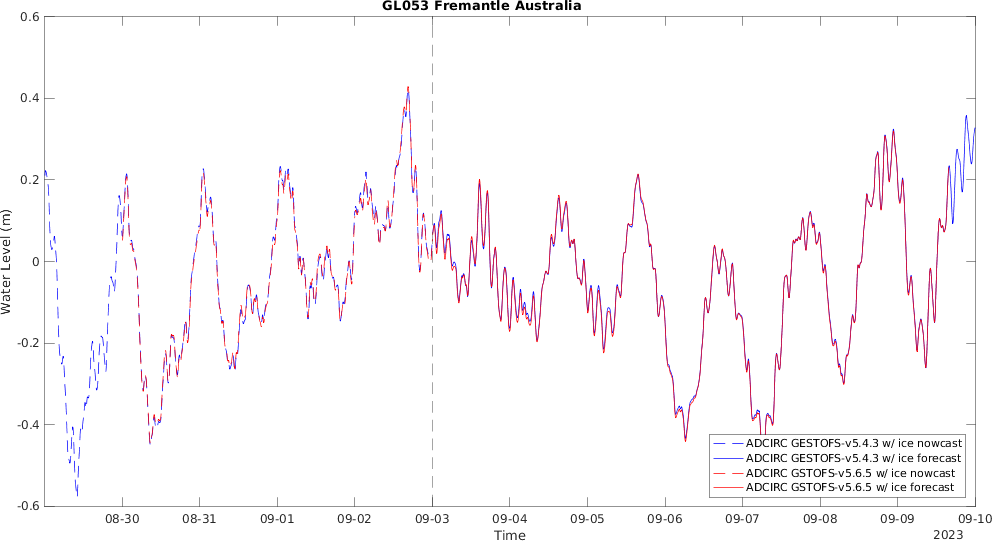 GL053 Fremantle Australia
0.6
0.4
0.2
0
-0.2
-0.4
-0.6
Water Level (m)
ADCIRC GESTOFS-v5.4.3 w/ ice nowcast
ADCIRC GESTOFS-v5.4.3 w/ ice forecast
ADCIRC GSTOFS-v5.6.5 w/ ice nowcast
ADCIRC GSTOFS-v5.6.5 w/ ice forecast
08-30 08-31 09-01 09-02 09-03 09-04 09-05 09-06 09-07 09-08 09-09 09-10
Time
2023